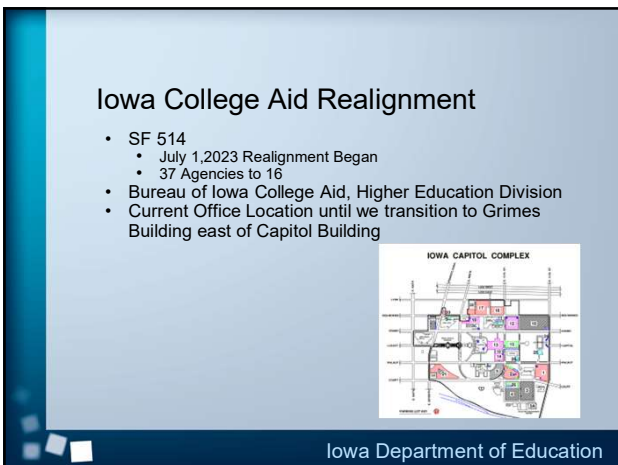 Iowa College Aid Realignment
• SF 514
• July 1,2023 Realignment Began
• 37 Agencies to 16
• Bureau of Iowa College Aid, Higher Education Division
• Current Office Location until we transition to Grimes
Building east of Capitol Building
IOWA CAPITOL COMPLEX
Iowa Department of Education